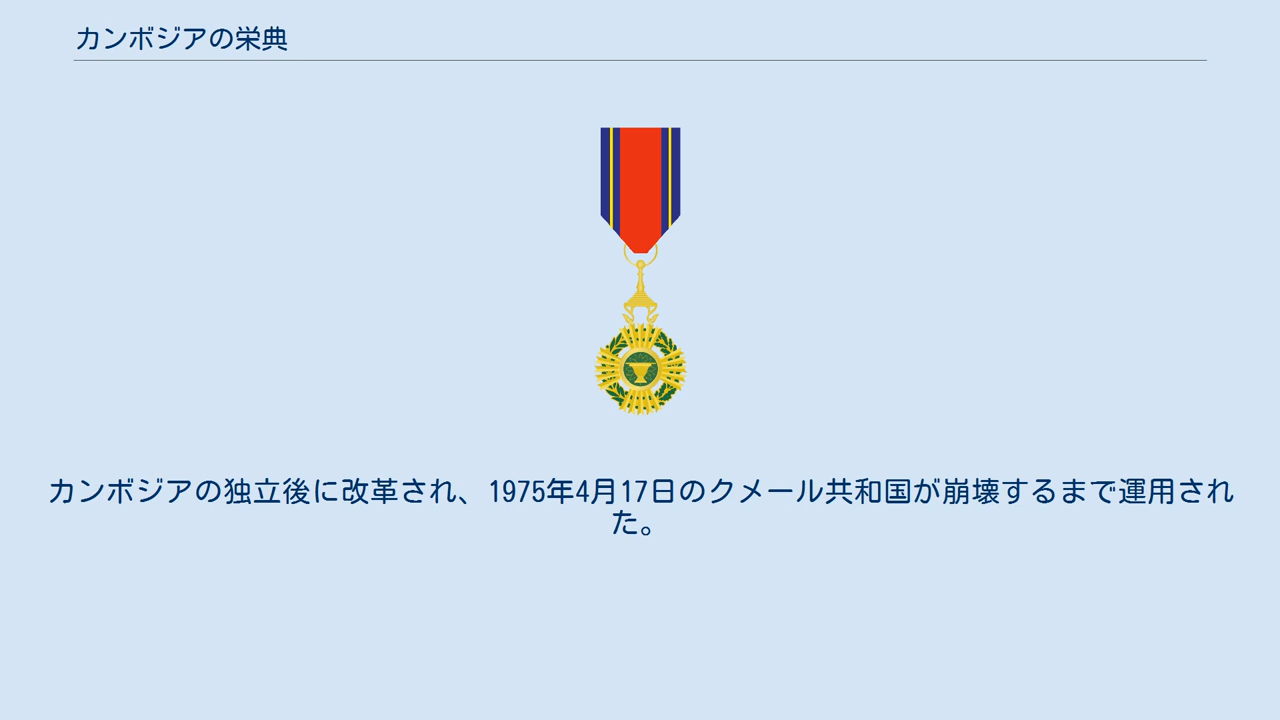 カンボジアの栄典
カンボジアの独立後に改革され、1975年4月17日のクメール共和国が崩壊するまで運用され
た。